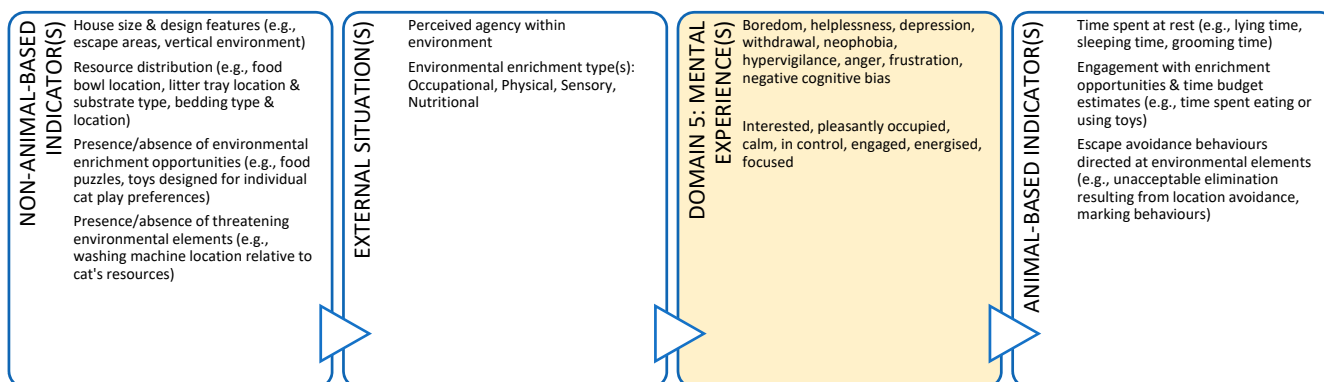 NON-ANIMAL-BASED
INDICATOR(S)
House size & design features (e.g.,
escape areas, vertical environment)
Resource distribution (e.g., food
bowl location, litter tray location &
substrate type, bedding type &
location)
Presence/absence of environmental
enrichment opportunities (e.g., food
puzzles, toys designed for individual
cat play preferences)
Presence/absence of threatening
environmental elements (e.g.,
washing machine location relative to
cat's resources)
EXTERNAL SITUATION(S)
Perceived agency within
environment
Environmental enrichment type(s):
Occupational, Physical, Sensory,
Nutritional
DOMAIN 5: MENTAL
EXPERIENCE(S)
Boredom, helplessness, depression,
withdrawal, neophobia,
hypervigilance, anger, frustration,
negative cognitive bias
Interested, pleasantly occupied,
calm, in control, engaged, energised,
focused
ANIMAL-BASED INDICATOR(S)
Time spent at rest (e.g., lying time,
sleeping time, grooming time)
Engagement with enrichment
opportunities & time budget
estimates (e.g., time spent eating or
using toys)
Escape avoidance behaviours
directed at environmental elements
(e.g., unacceptable elimination
resulting from location avoidance,
marking behaviours)